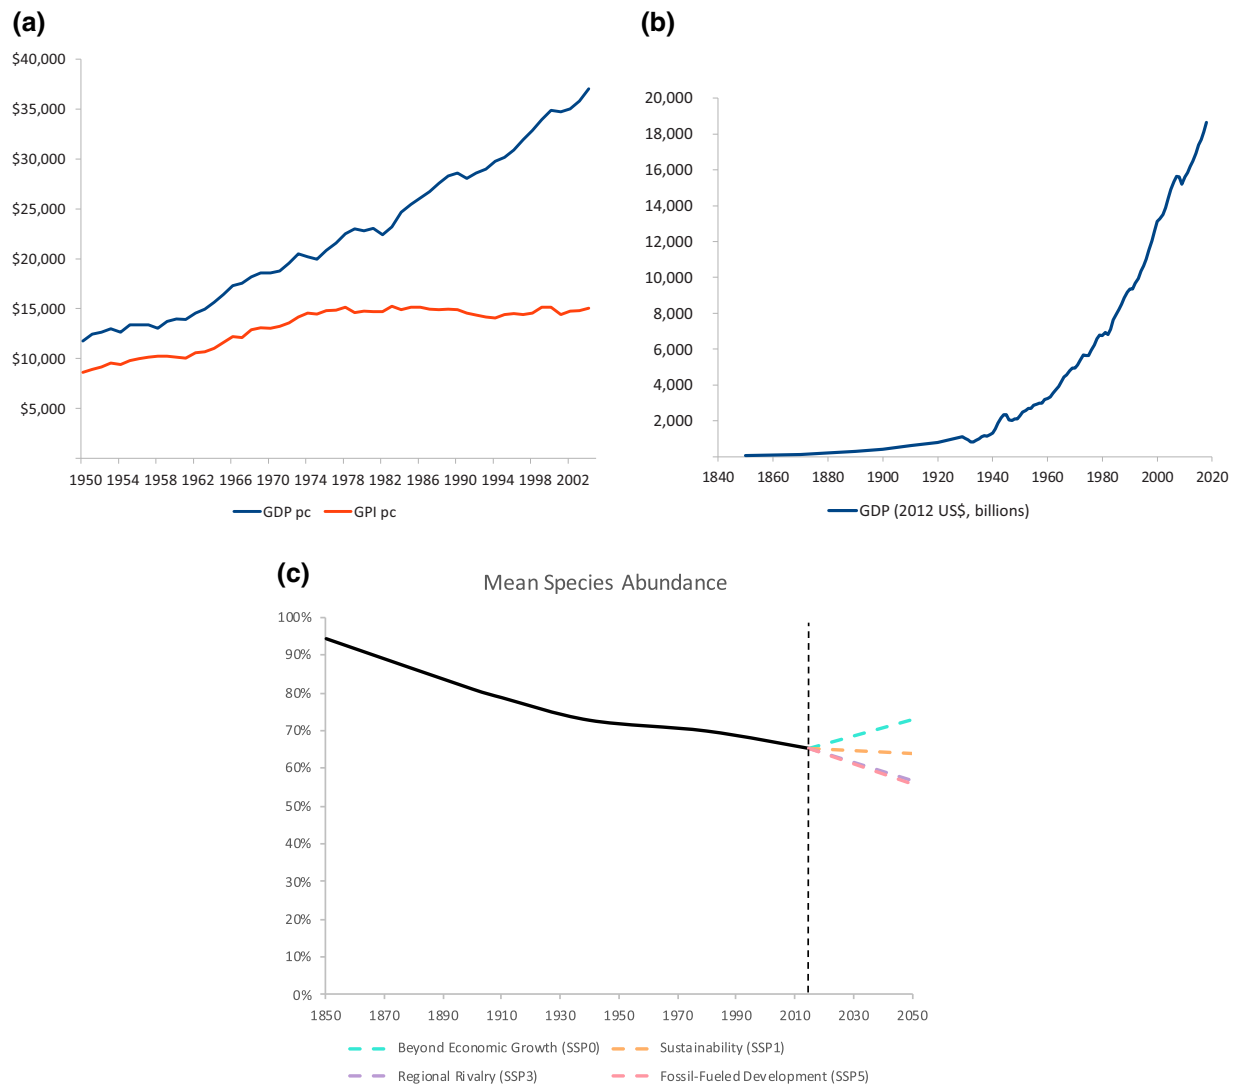 (a)
$40,000
$35,000
$30,000
$25,000
$20,000
$15,000
$10,000
$5,000
1950 1954 1958 1962 1966 1970 1974 1978 1982 1986 1990 1994 1998 2002
GDP pc GPI pc
(b)
20,000
18,000
16,000
14,000
12,000
10,000
8,000
6,000
4,000
2,000
1840 1860 1880 1900 1920 1940 1960 1980 2000 2020
GDP (2012 US$, billions)
(c)
Mean Species Abundance
100%
90%
80%
70%
60%
50%
40%
30%
20%
10%
0%
1850 1870 1890 1910 1930 1950 1970 1990 2010 2030 2050
Beyond Economic Growth (SSP0) Sustainability (SSP1)
Regional Rivalry (SSP3) Fossil-Fueled Development (SSP5)